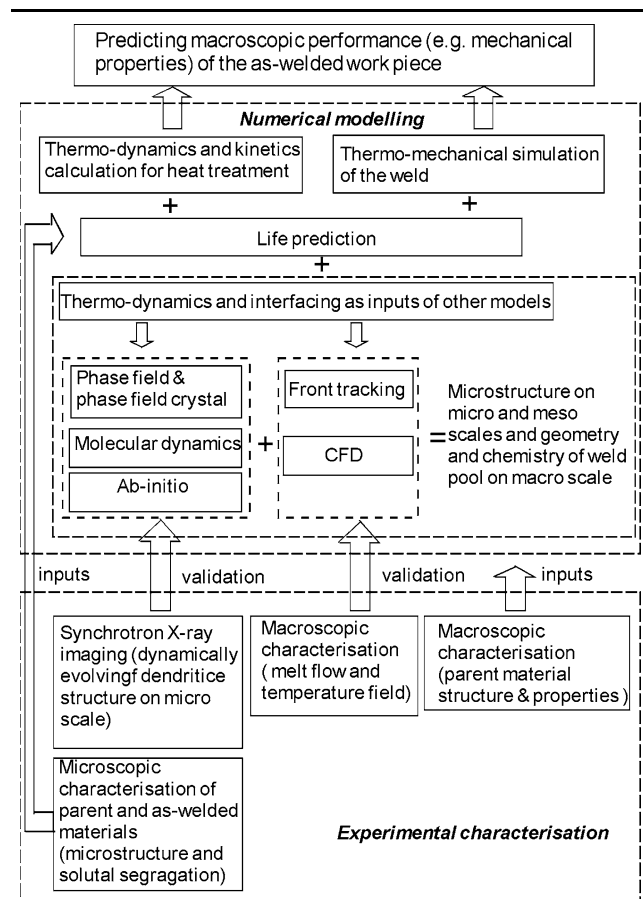 Predicting macroscopic performance (e.g. mechanical
properties) of the as-welded work piece
Numerical modelling
Thermo-dynamics and kinetics
calculation for heat treatment
Thermo-mechanical simulation
of the weld
+
+
Life prediction
+
Thermo-dynamics and interfacing as inputs of other models
Phase field &
phase field crystal
Molecular dynamics
Ab-initio
+
Front tracking
CFD
=
Microstructure on
micro and meso
scales and geometry
and chemistry of weld
pool on macro scale
inputs
validation
validation
inputs
Synchrotron X-ray
imaging (dynamically
evolvingf dendritice
structure on micro
scale)
Macroscopic
characterisation
( melt flow and
temperature field)
Macroscopic
characterisation
(parent material
structure & properties )
Microscopic
characterisation of
parent and as-welded
materials
(microstructure and
solutal segragation)
Experimental characterisation